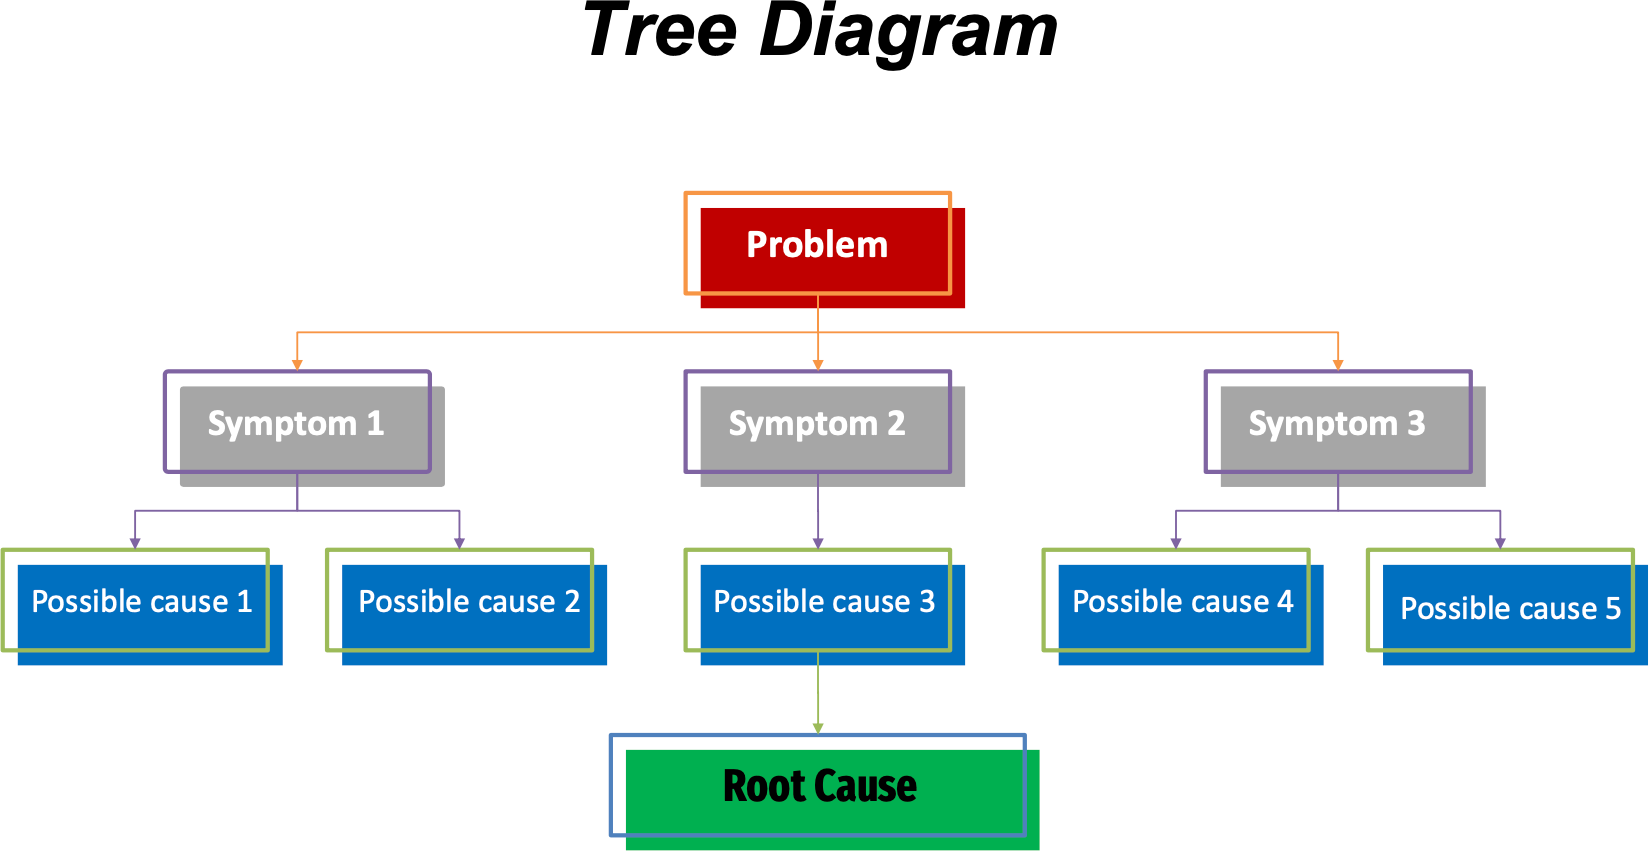 Tree Diagram
Problem
Symptom 1
Symptom 2
Symptom 3
Possible cause 1
Possible cause 2
Possible cause 3
Possible cause 4
Possible cause 5
Root Cause